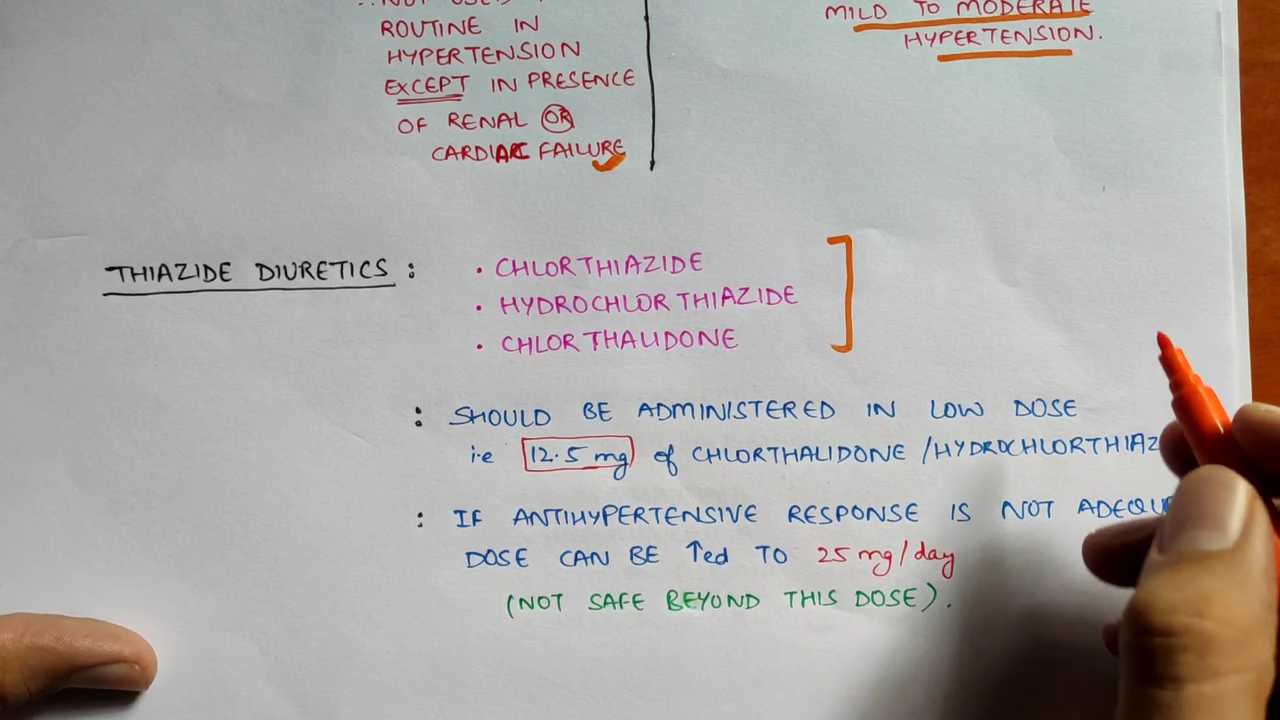 ROUTINE IN
HYPERTENSION
EXCEPT IN PRESENCE
OF RENAL OR
CARDIAC FAILURE
MILD TO MODERATE
HYPERTENSION.
THIAZIDE DIURETICS :
• CHLORTHIAZIDE
• HYDROCHLORTHIAZIDE
• CHLORTHALIDONE
: SHOULD BE ADMINISTERED IN LOW DOSE
i.e 12.5 mg of CHLORTHALIDONE /HYDROCHLORTHIAZ
: IF ANTIHYPERTENSIVE RESPONSE IS NOT ADEQU
DOSE CAN BE ↑ed TO 25 mg/day
(NOT SAFE BEYOND THIS DOSE).